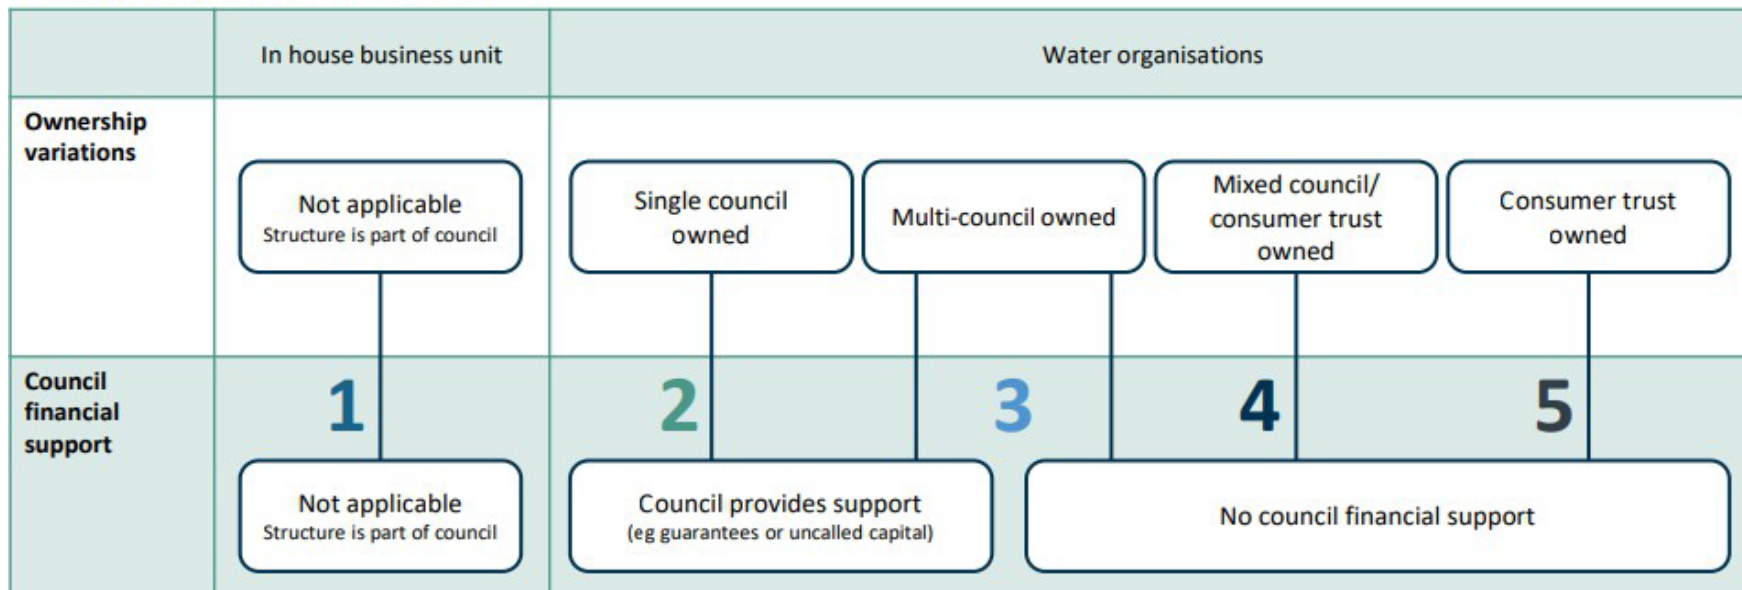 In house business unit
Water organisations
Ownership
variations
Not applicable
Structure is part of council
Single council
owned
Multi-council owned
Mixed council/
consumer trust
owned
Consumer trust
owned
Council
financial
support
1
2
3
4
5
Not applicable
Structure is part of council
Council provides support
(eg guarantees or uncalled capital)
No council financial support